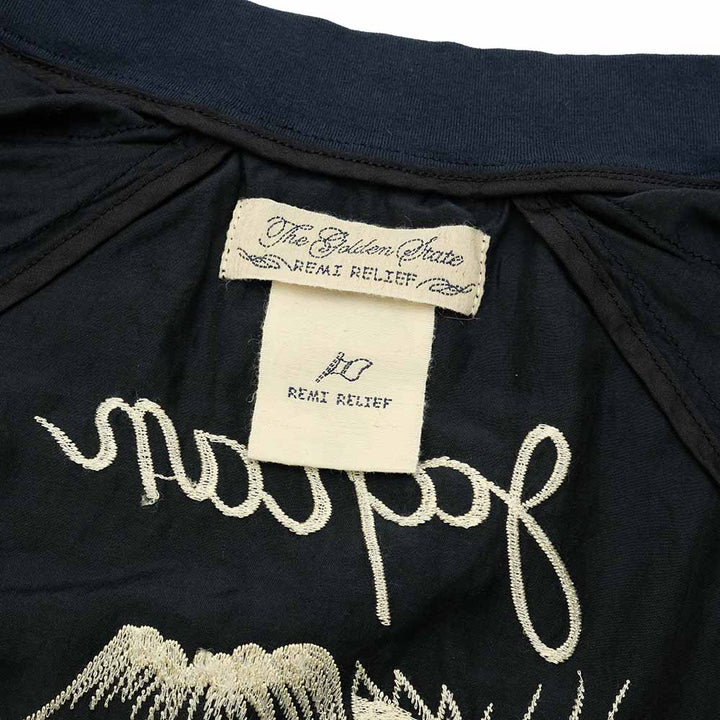 The Golden State
REMI RELIEF
REMI RELIEF
Japan